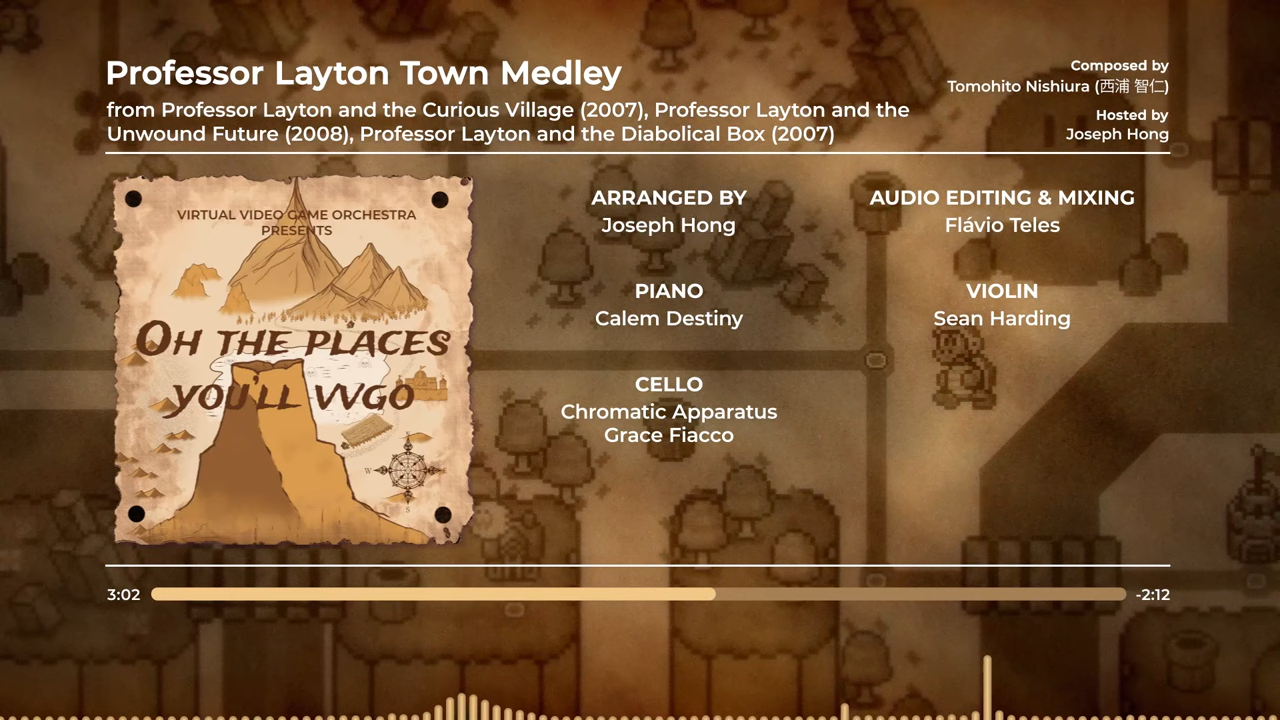 Professor Layton Town Medley
from Professor Layton and the Curious Village (2007), Professor Layton and the
Unwound Future (2008), Professor Layton and the Diabolical Box (2007)
Composed by
Tomohito Nishiura (西浦 智仁)
Hosted by
Joseph Hong
VIRTUAL VIDEO GAME ORCHESTRA
PRESENTS
OH THE PLACES
YOU'LL VVGO
W
S
ARRANGED BY
Joseph Hong
PIANO
Calem Destiny
CELLO
Chromatic Apparatus
Grace Fiacco
AUDIO EDITING & MIXING
Flávio Teles
VIOLIN
Sean Harding
3:02
-2:12